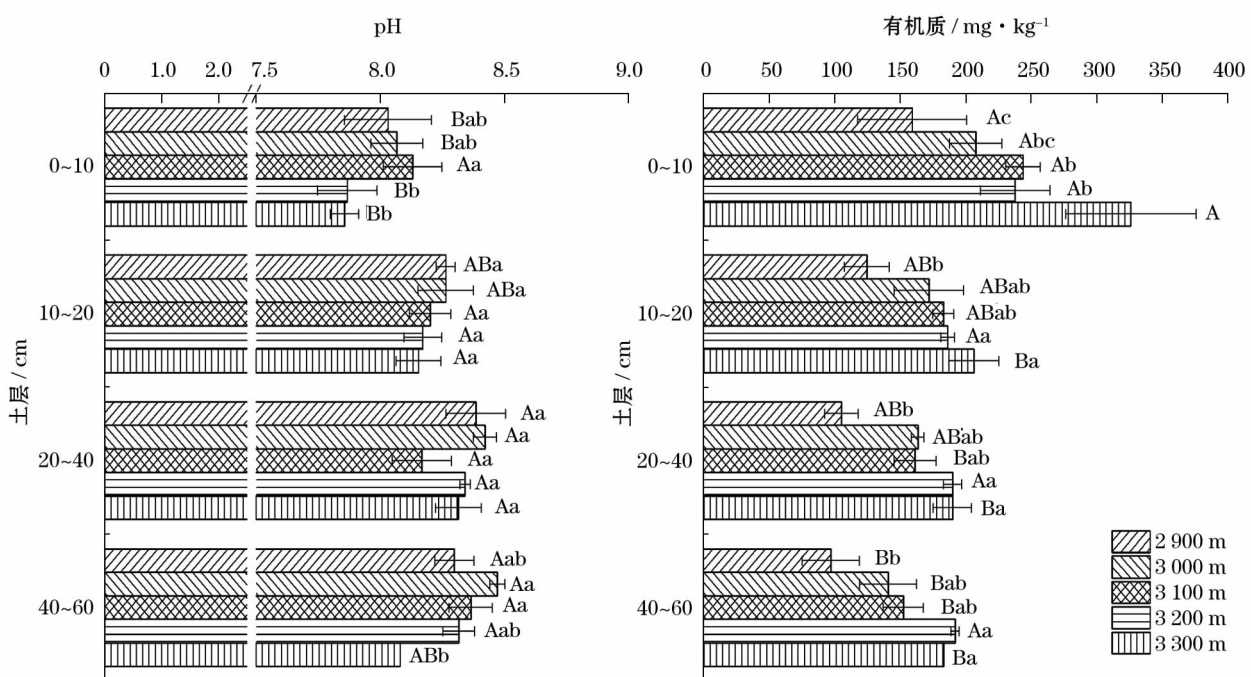 pH
0 1.0 2.0 7.5 8.0 8.5 9.0
土层 / cm
0~10
Bab
Bab
Aa
Bb
Bb
10~20
ABa
ABa
Aa
Aa
Aa
20~40
Aa
Aa
Aa
Aa
Aa
40~60
Aab
Aa
Aa
Aab
ABb
有机质 / mg·kg⁻¹
0 50 100 150 200 250 300 350 400
土层 / cm
0~10
Ac
Abc
Ab
Ab
A
10~20
ABb
ABab
ABab
Aa
Ba
20~40
ABb
ABab
Bab
Aa
Ba
40~60
Bb
Bab
Bab
Aa
Ba
2 900 m
3 000 m
3 100 m
3 200 m
3 300 m